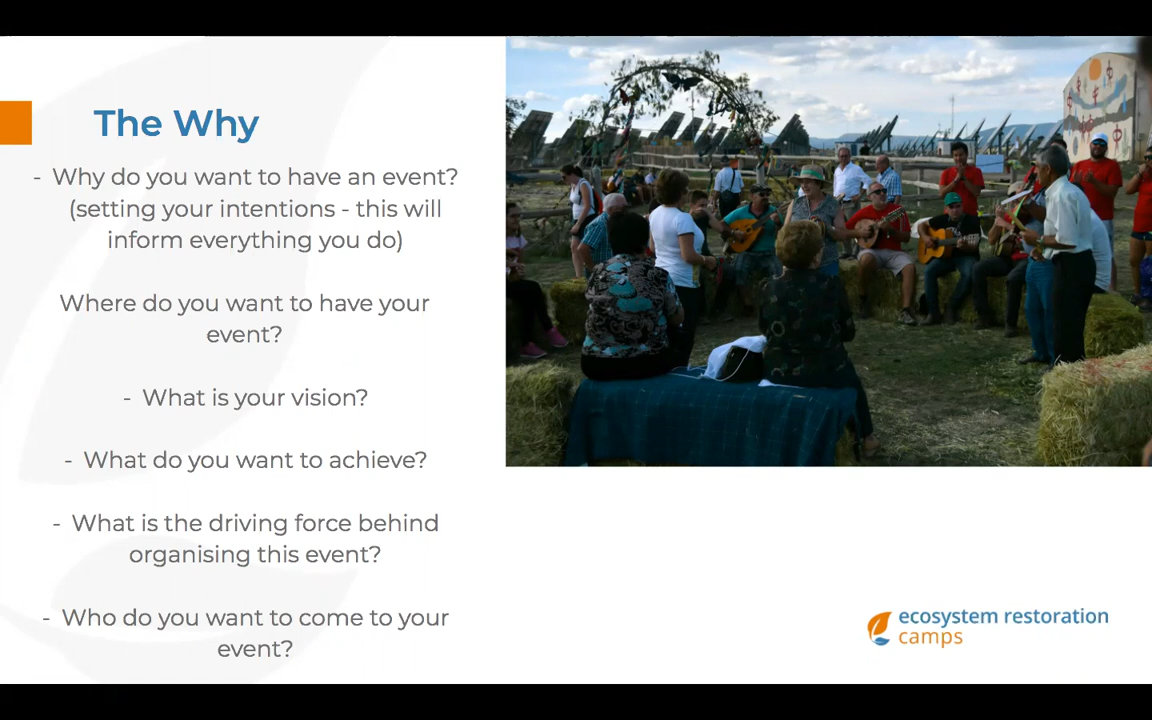 The Why
- Why do you want to have an event?
(setting your intentions - this will
inform everything you do)
Where do you want to have your
event?
- What is your vision?
- What do you want to achieve?
- What is the driving force behind
organising this event?
- Who do you want to come to your
event?
ecosystem restoration
camps